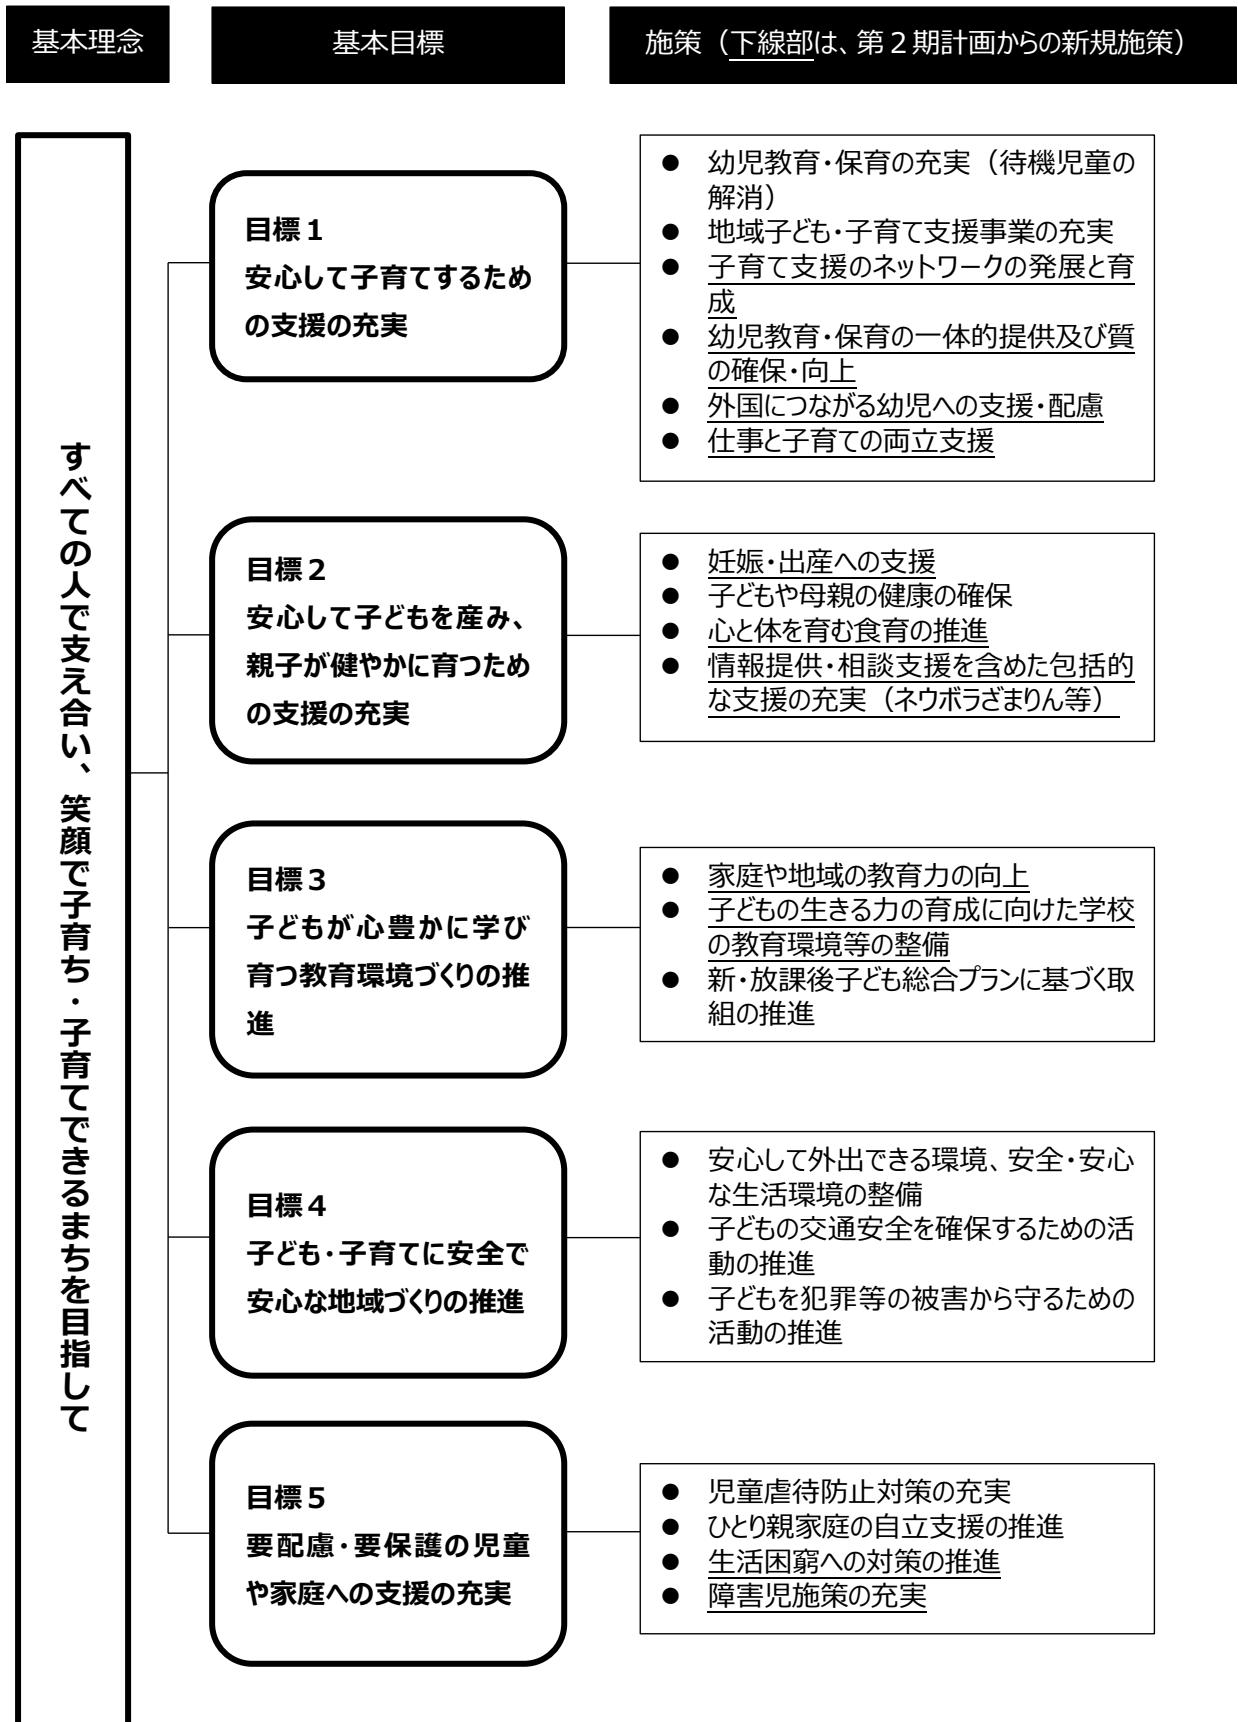 基本理念
基本目標
施策（下線部は、第２期計画からの新規施策）
すべての人で支え合い、笑顔で子育ち・子育てできるまちを目指して
目標１
安心して子育てするため
の支援の充実
● 幼児教育・保育の充実（待機児童の
解消）
● 地域子ども・子育て支援事業の充実
● 子育て支援のネットワークの発展と育
成
● 幼児教育・保育の一体的提供及び質
の確保・向上
● 外国につながる幼児への支援・配慮
● 仕事と子育ての両立支援
目標２
安心して子どもを産み、
親子が健やかに育つため
の支援の充実
● 妊娠・出産への支援
● 子どもや母親の健康の確保
● 心と体を育む食育の推進
● 情報提供・相談支援を含めた包括的
な支援の充実（ネウボラざまりん等）
目標３
子どもが心豊かに学び
育つ教育環境づくりの推
進
● 家庭や地域の教育力の向上
● 子どもの生きる力の育成に向けた学校
の教育環境等の整備
● 新・放課後子ども総合プランに基づく取
組の推進
目標４
子ども・子育てに安全で
安心な地域づくりの推進
● 安心して外出できる環境、安全・安心
な生活環境の整備
● 子どもの交通安全を確保するための活
動の推進
● 子どもを犯罪等の被害から守るための
活動の推進
目標５
要配慮・要保護の児童
や家庭への支援の充実
● 児童虐待防止対策の充実
● ひとり親家庭の自立支援の推進
● 生活困窮への対策の推進
● 障害児施策の充実